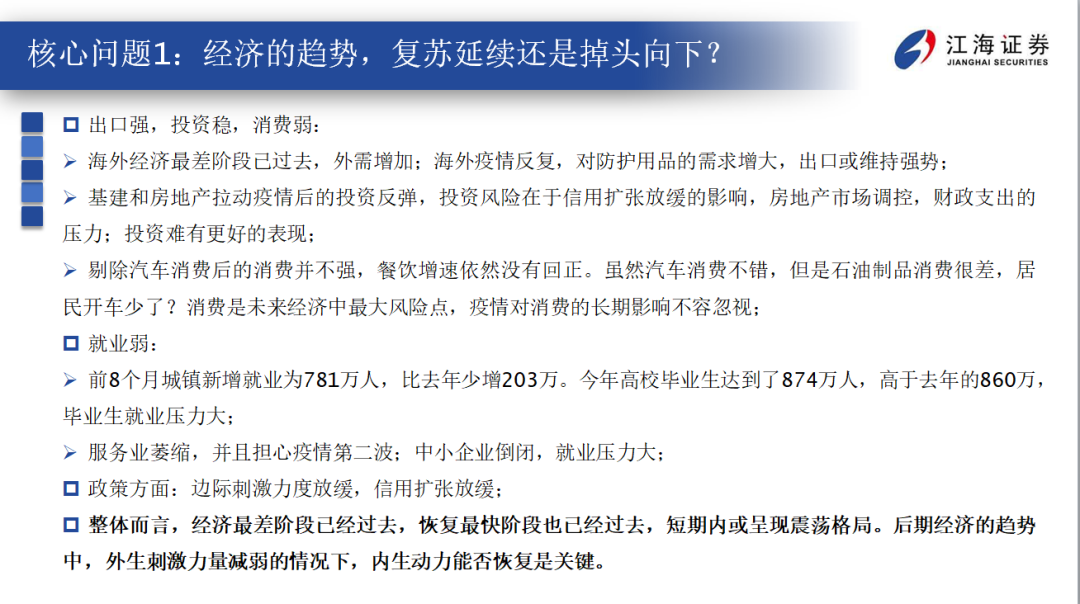 核心问题1：经济的趋势，复苏延续还是掉头向下？
江海证券
JIANGHAI SECURITIES
出口强，投资稳，消费弱：
海外经济最差阶段已过去，外需增加；海外疫情反复，对防护用品的需求增大，出口或维持强势；
基建和房地产拉动疫情后的投资反弹，投资风险在于信用扩张放缓的影响，房地产市场调控，财政支出的
压力；投资难有更好的表现；
剔除汽车消费后的消费并不强，餐饮增速依然没有回正。虽然汽车消费不错，但是石油制品消费很差，居
民开车少了？消费是未来经济中最大风险点，疫情对消费的长期影响不容忽视；
就业弱：
前8个月城镇新增就业为781万人，比去年少增203万。今年高校毕业生达到了874万人，高于去年的860万，
毕业生就业压力大；
服务业萎缩，并且担心疫情第二波；中小企业倒闭，就业压力大；
政策方面：边际刺激力度放缓，信用扩张放缓；
整体而言，经济最差阶段已经过去，恢复最快阶段也已经过去，短期内或呈现震荡格局。后期经济的趋势
中，外生刺激力量减弱的情况下，内生动力能否恢复是关键。